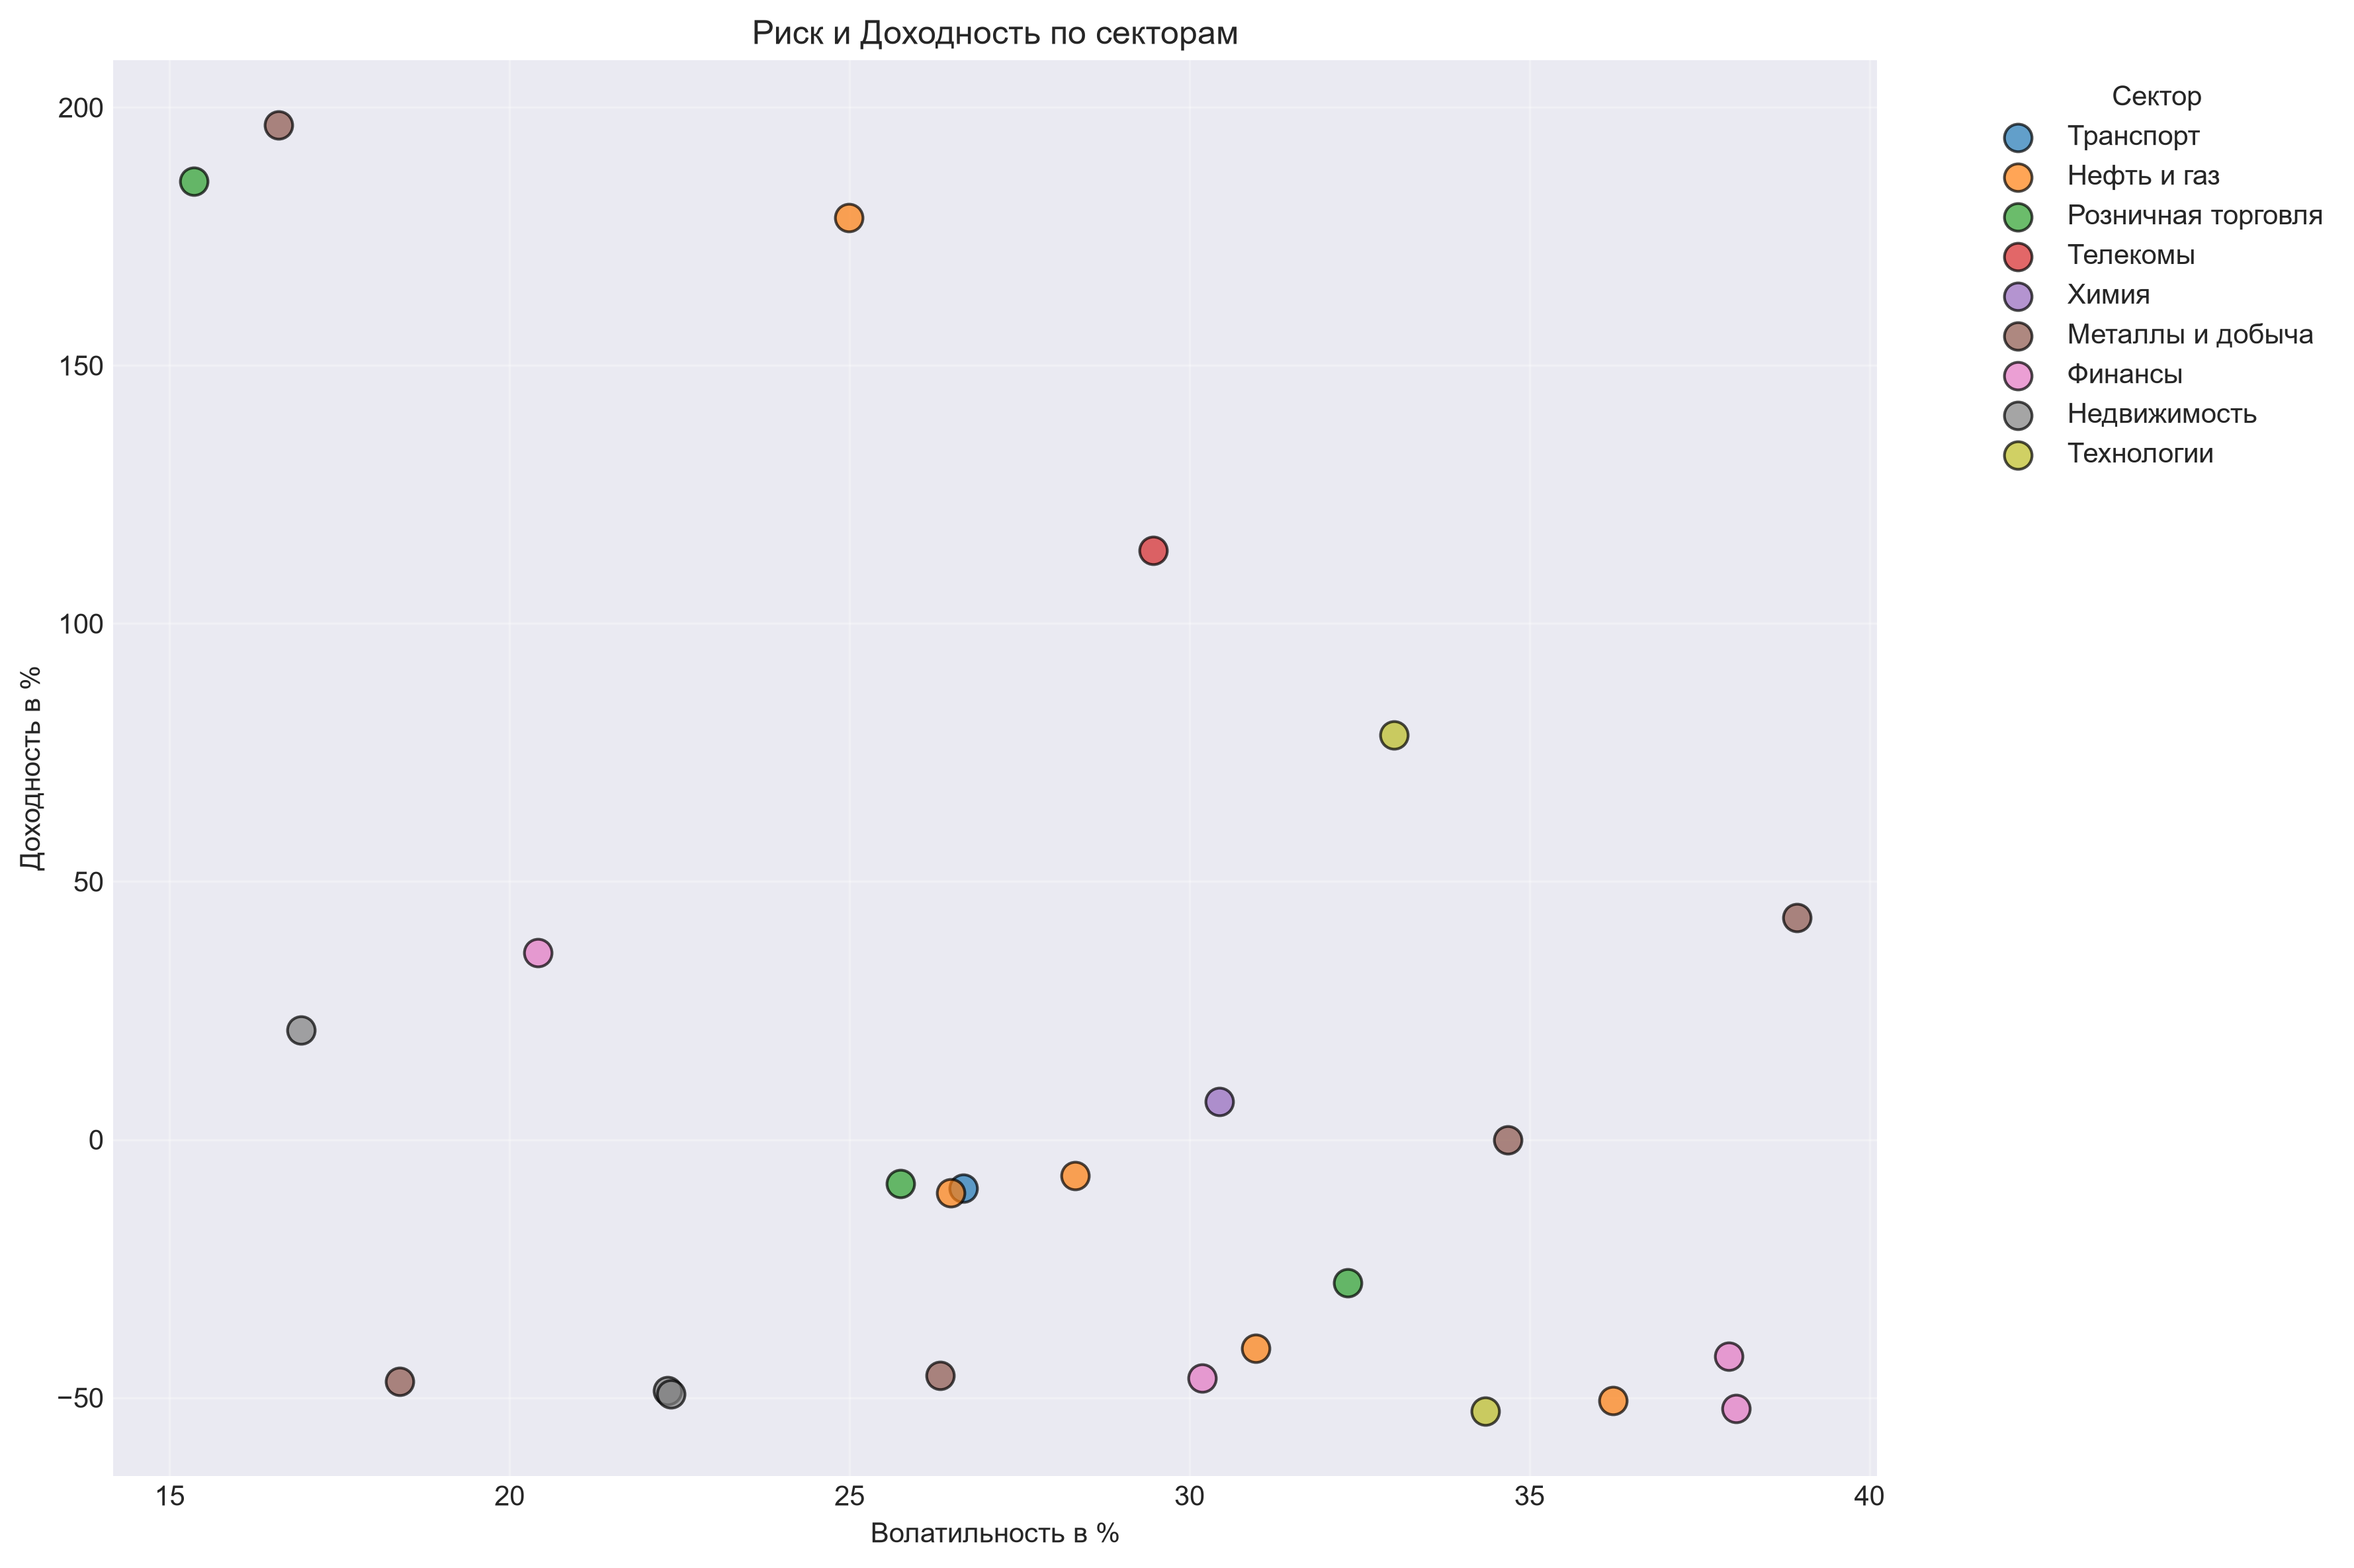 Риск и Доходность по секторам
Доходность в %
200
150
100
50
0
−50
15
20
25
30
35
40
Волатильность в %
Сектор
Транспорт
Нефть и газ
Розничная торговля
Телекомы
Химия
Металлы и добыча
Финансы
Недвижимость
Технологии